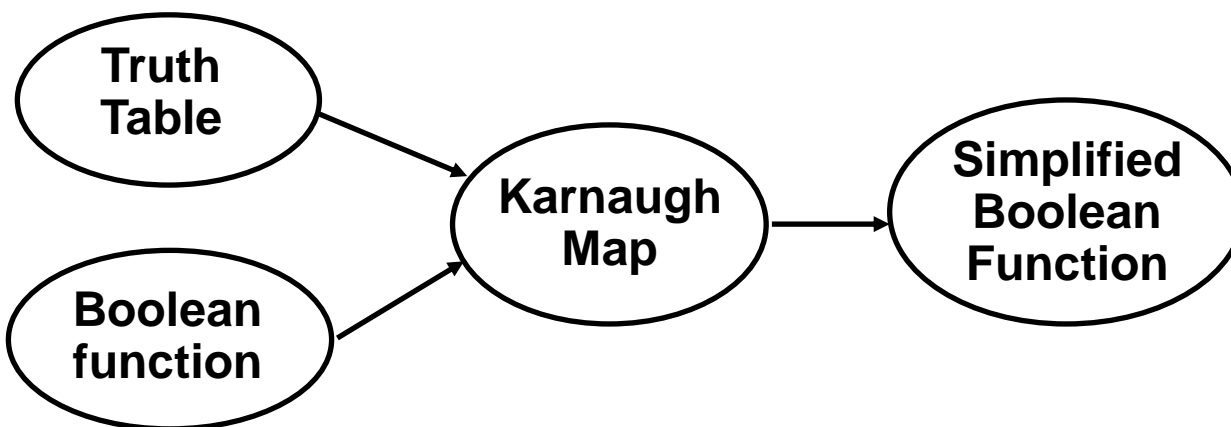 Truth
Table
Boolean
function
Karnaugh
Map
Simplified
Boolean
Function